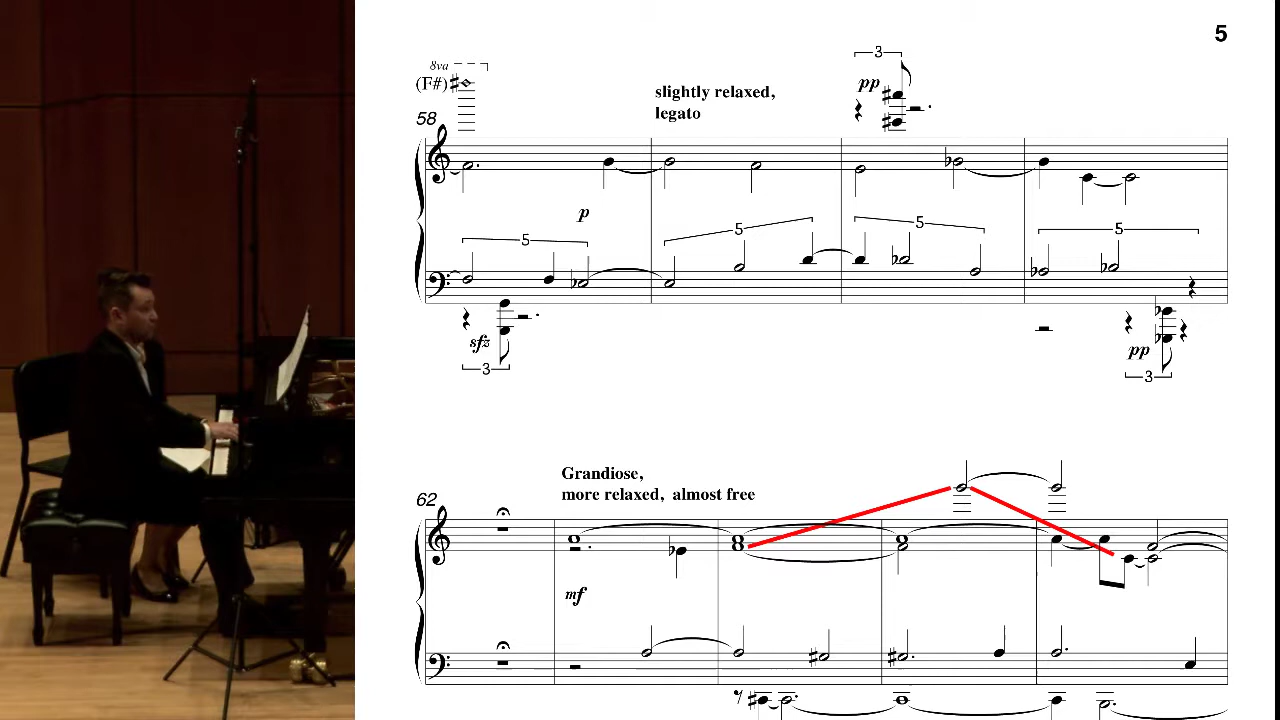 5
8va
(F#)
3
pp
slightly relaxed,
legato
58
p
5
5
5
5
sfz
3
pp
3
Grandiose,
more relaxed, almost free
62
mf